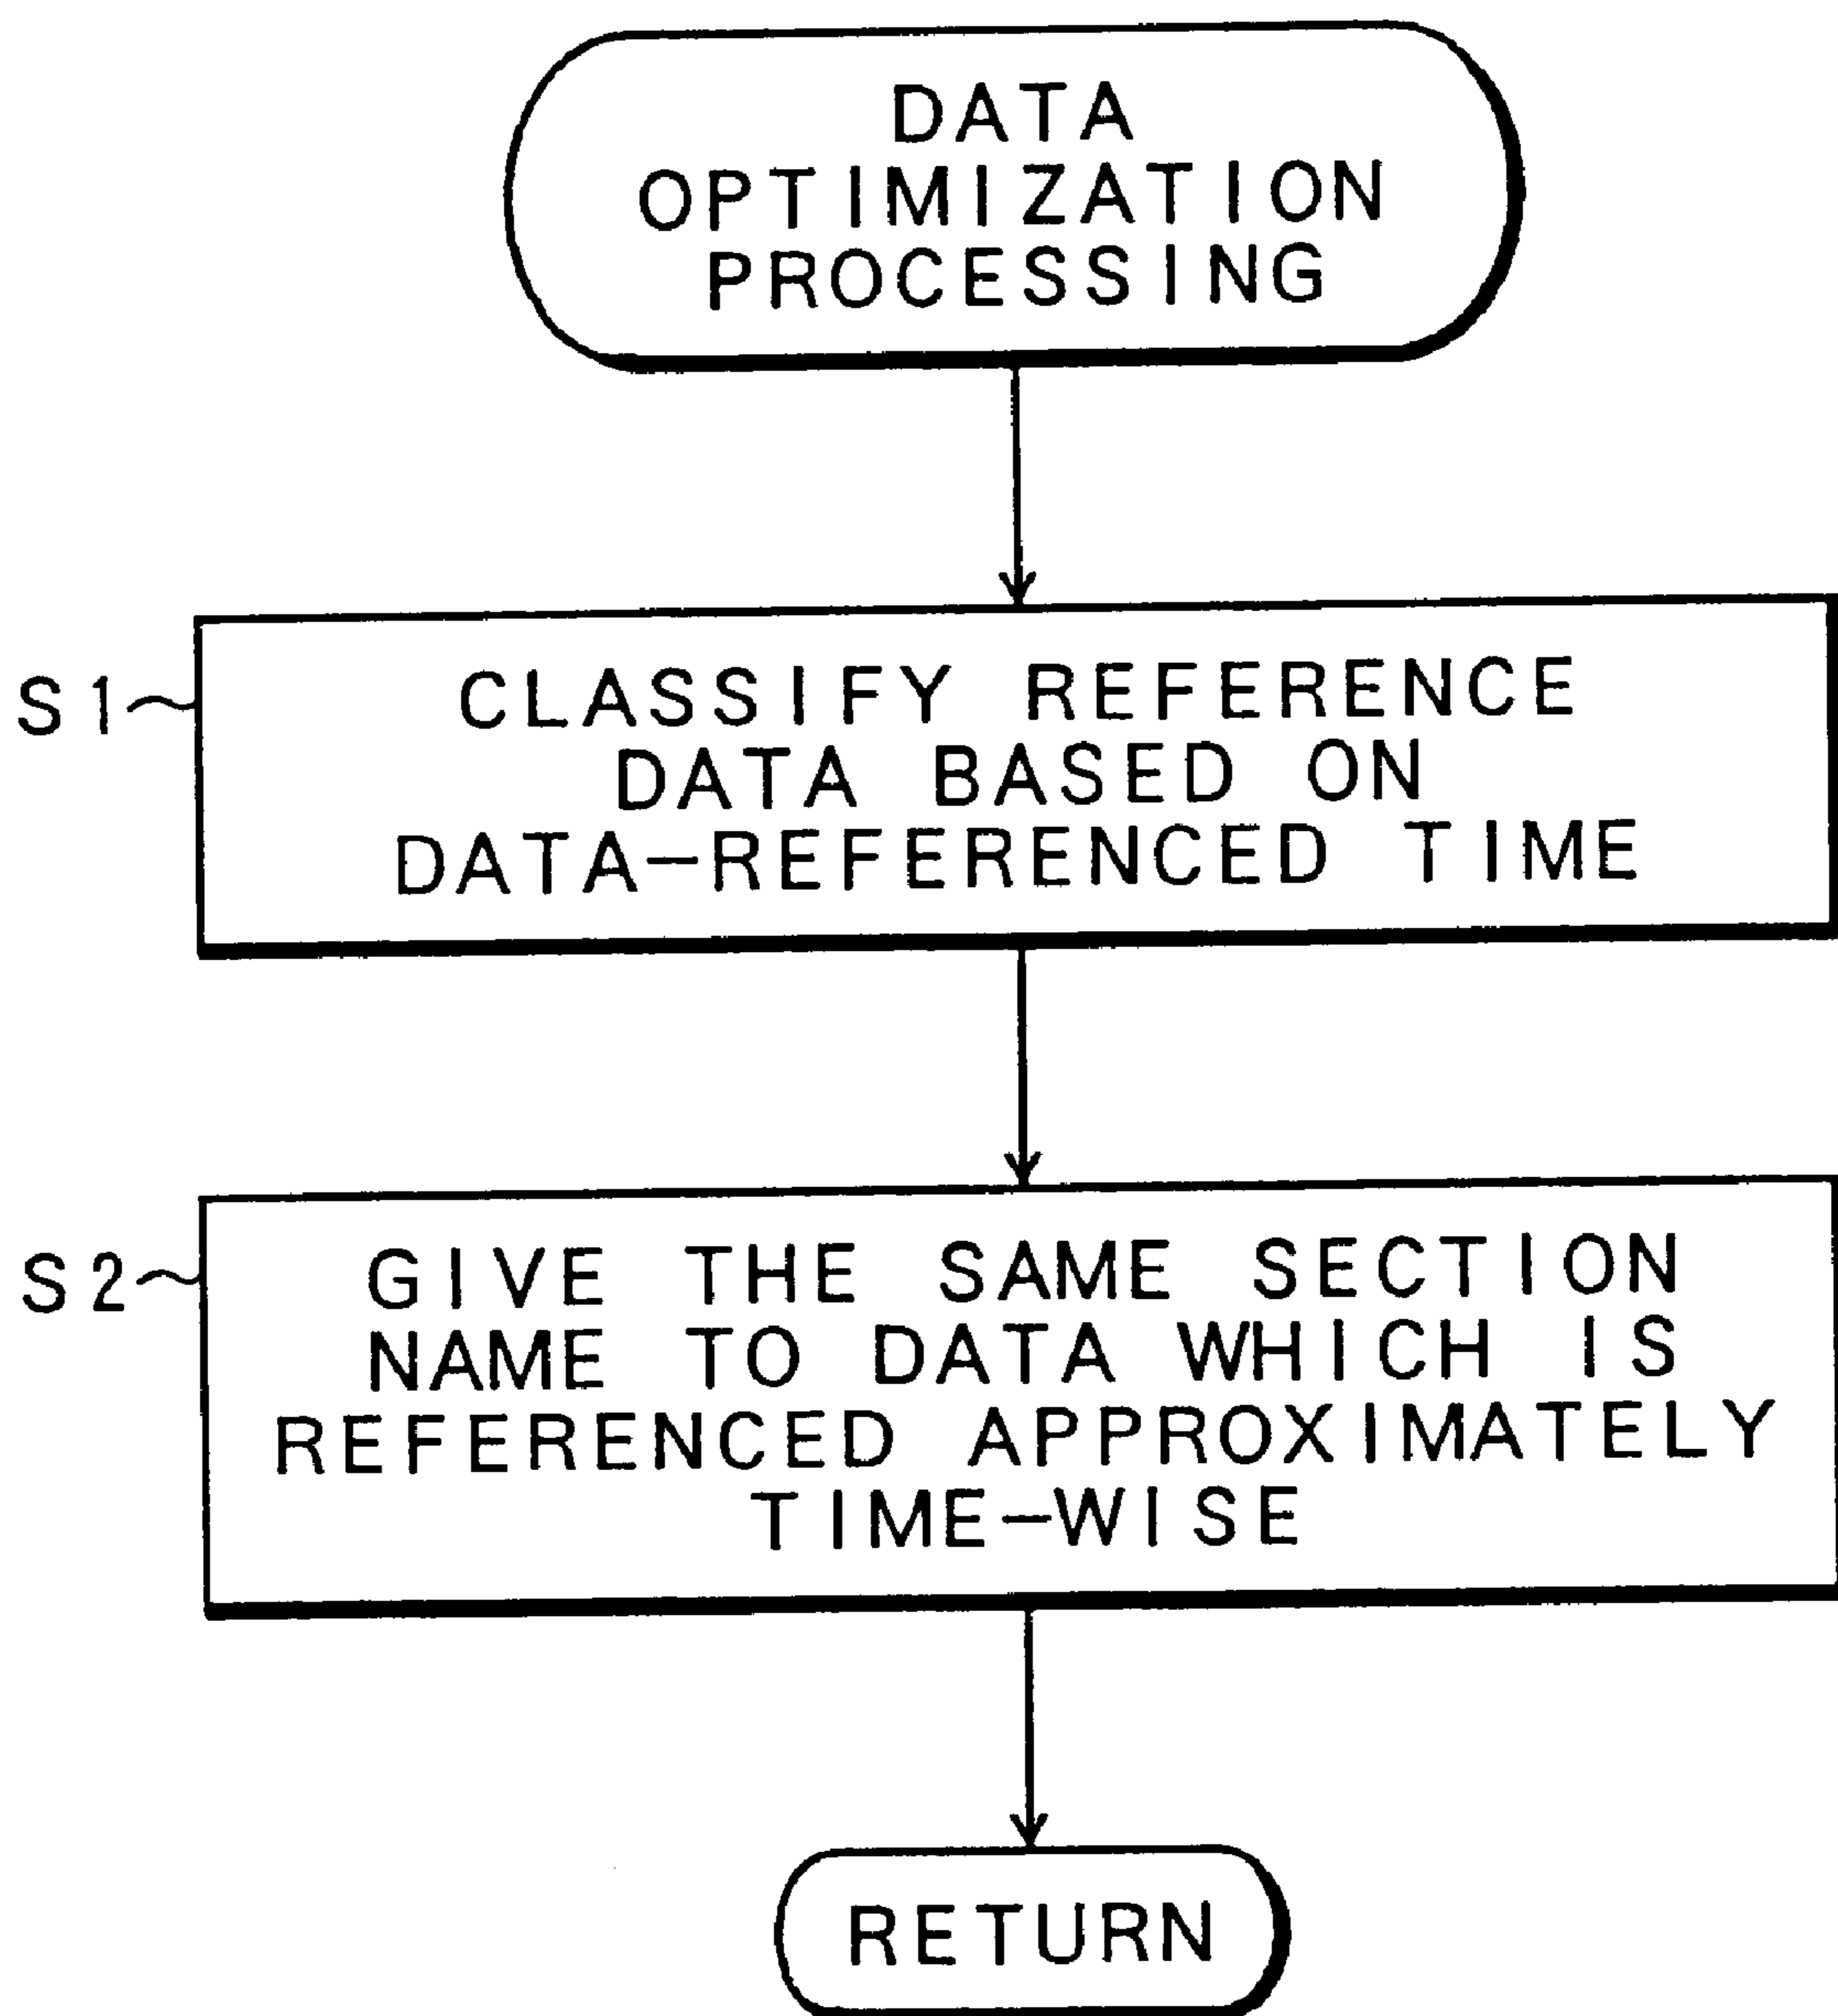 DATA
OPTIMIZATION
PROCESSING
S1
CLASSIFY REFERENCE
DATA BASED ON
DATA-REFERENCED TIME
S2
GIVE THE SAME SECTION
NAME TO DATA WHICH IS
REFERENCED APPROXIMATELY
TIME-WISE
RETURN